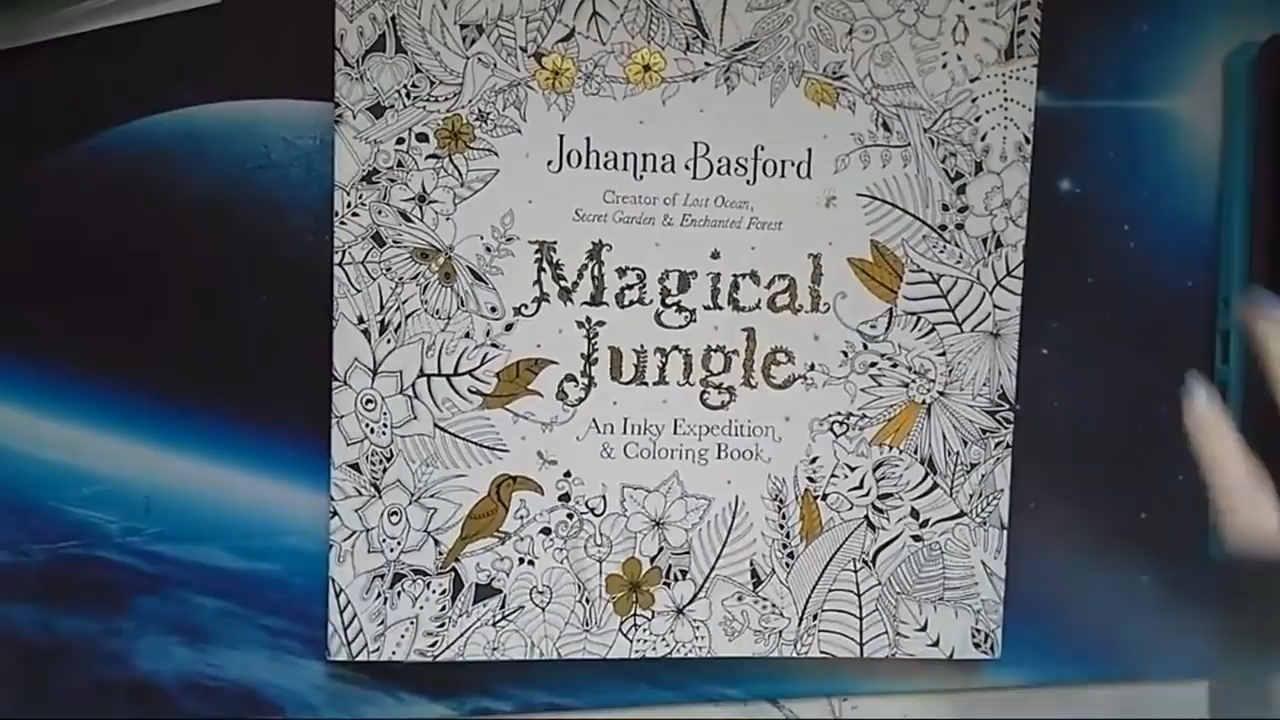 Johanna Basford
Creator of Lost Ocean,
Secret Garden & Enchanted Forest
Magical
Jungle
An Inky Expedition
& Coloring Book